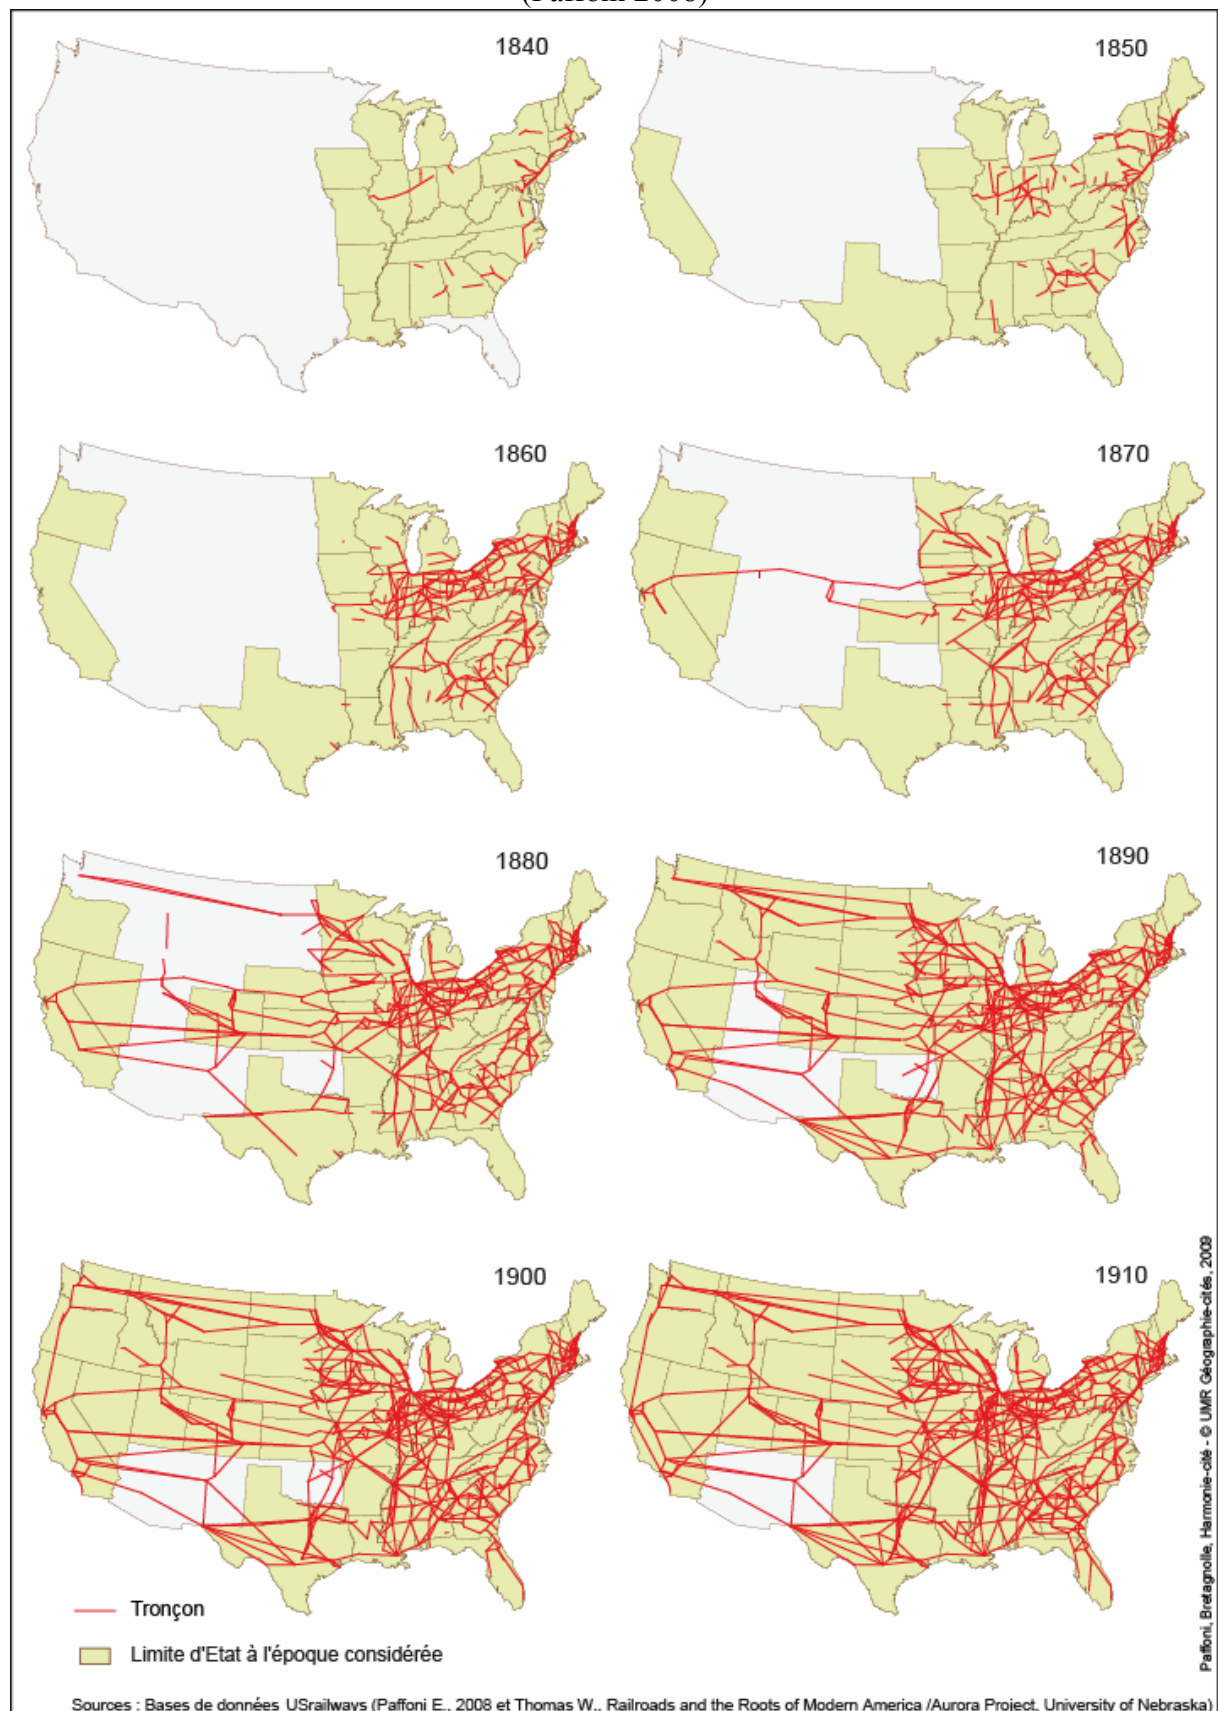 (Paffoni 2008)
1840
1850
1860
1870
1880
1890
1900
1910
Tronçon
Limite d'Etat à l'époque considérée
Paffoni, Bretagnolle, Harmonie-cité - © UMR Géographie-cités, 2009
Sources : Bases de données USrailways (Paffoni E., 2008 et Thomas W., Railroads and the Roots of Modern America /Aurora Project, University of Nebraska)